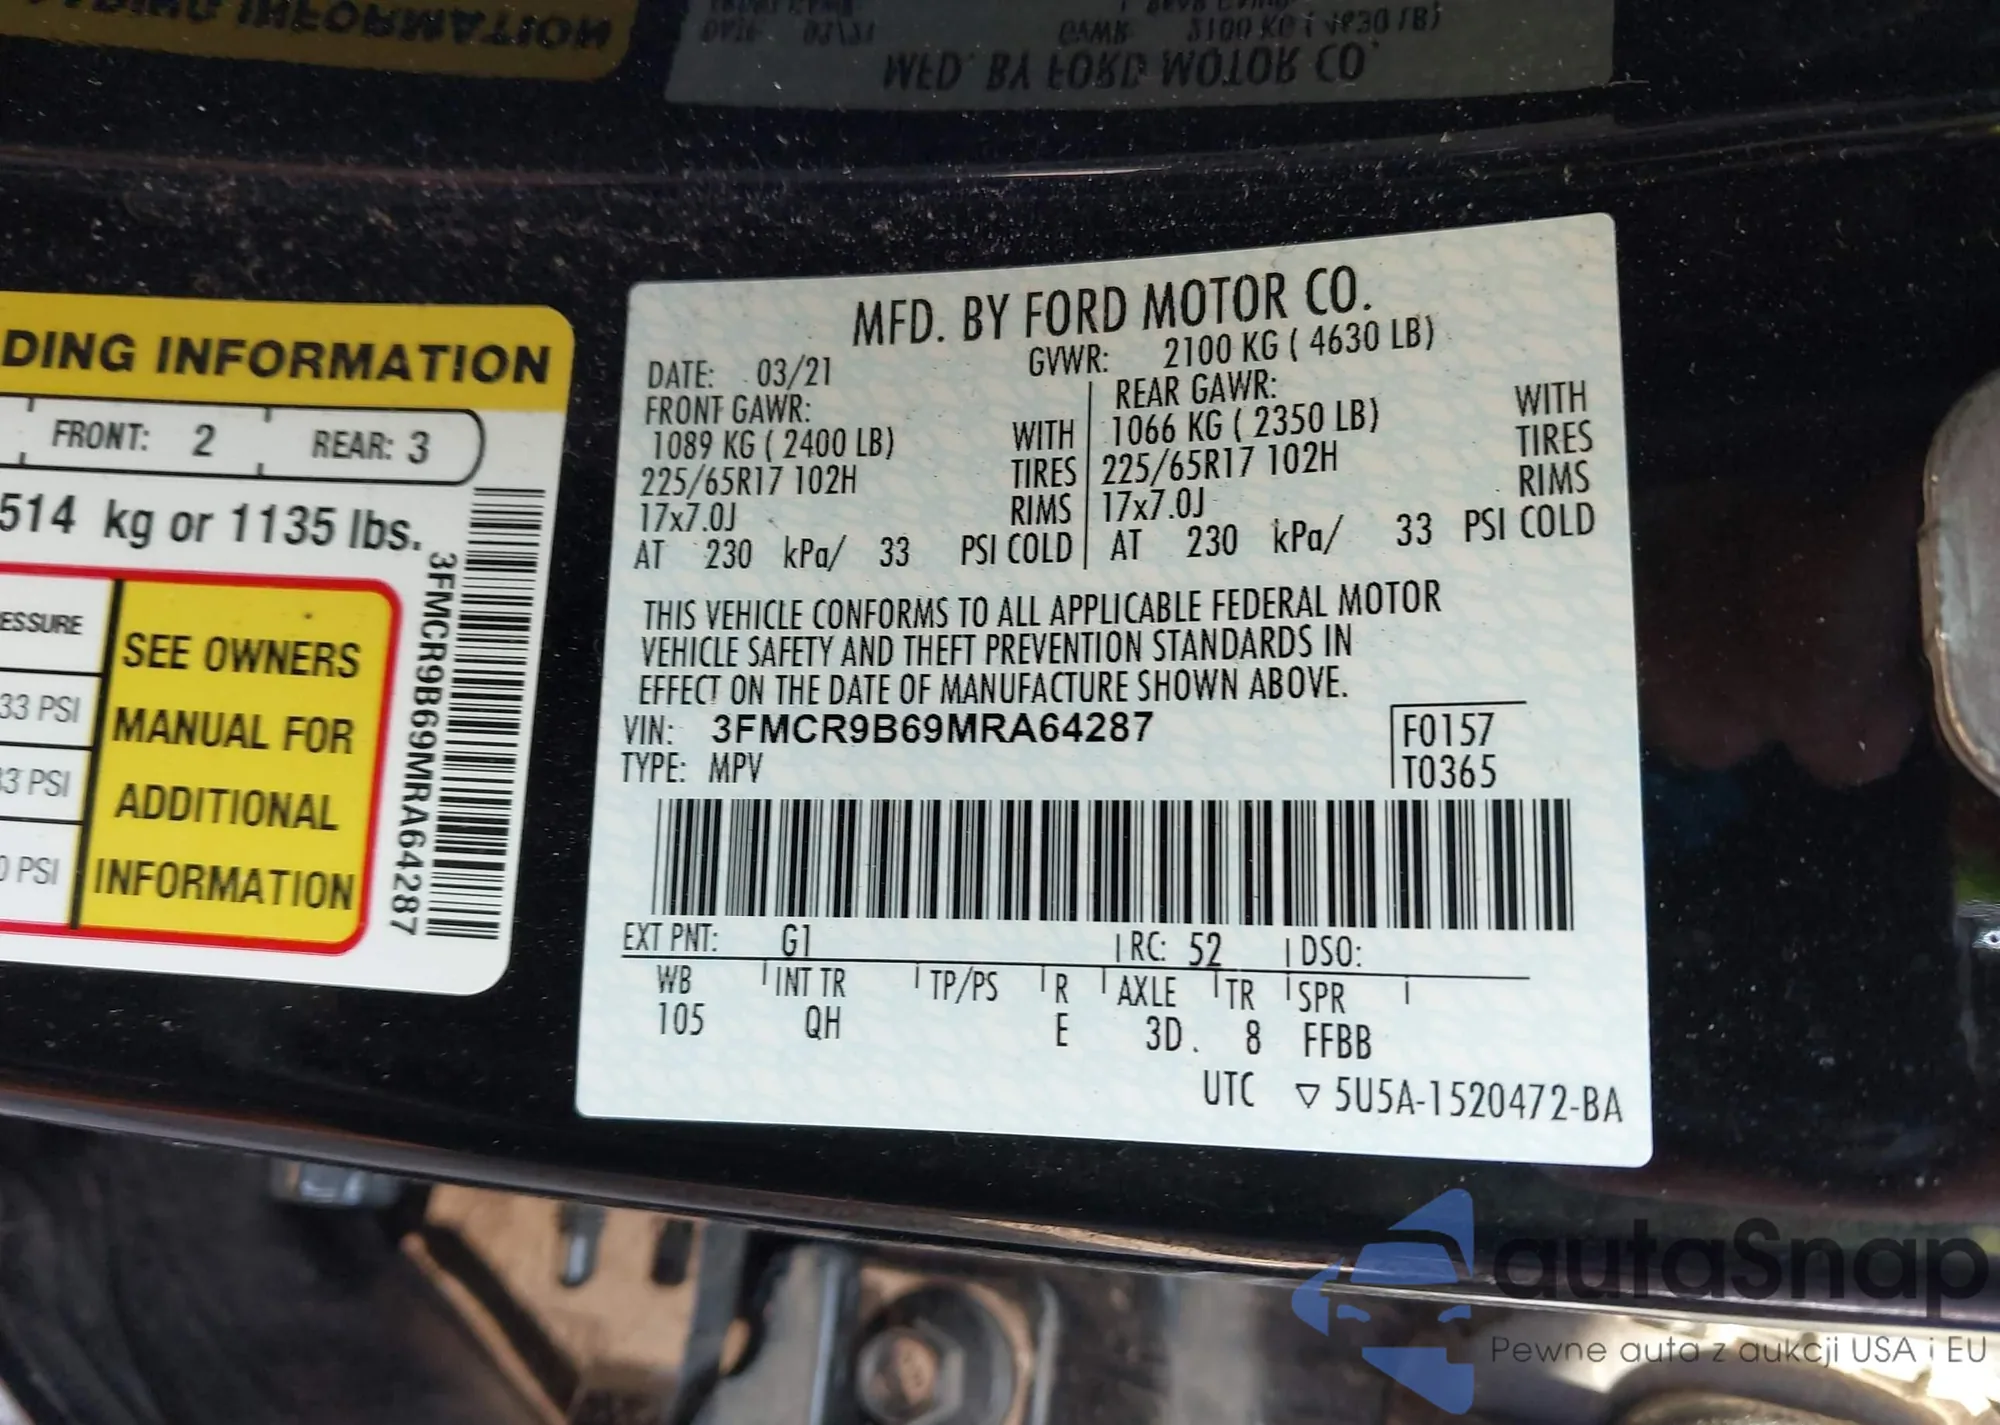 DING INFORMATION
FRONT: 2 REAR: 3
514 kg or 1135 lbs.
ESSURE
33 PSI
3 PSI
0 PSI
SEE OWNERS
MANUAL FOR
ADDITIONAL
INFORMATION
3FMCR9B69MRA64287
MFD. BY FORD MOTOR CO.
DATE: 03/21 GVWR: 2100 KG ( 4630 LB)
FRONT GAWR: REAR GAWR:
1089 KG ( 2400 LB) WITH 1066 KG ( 2350 LB) WITH
225/65R17 102H TIRES 225/65R17 102H TIRES
17x7.0J RIMS 17x7.0J RIMS
AT 230 kPa/ 33 PSI COLD AT 230 kPa/ 33 PSI COLD
THIS VEHICLE CONFORMS TO ALL APPLICABLE FEDERAL MOTOR
VEHICLE SAFETY AND THEFT PREVENTION STANDARDS IN
EFFECT ON THE DATE OF MANUFACTURE SHOWN ABOVE.
VIN: 3FMCR9B69MRA64287 F0157
TYPE: MPV T0365
EXT PNT: G1 RC: 52 DSO:
WB INT TR TP/PS R AXLE TR SPR
105 QH E 3D. 8 FFBB
UTC ▽ 5U5A-1520472-BA
autaSnap
Pewne auta z aukcji USA i EU